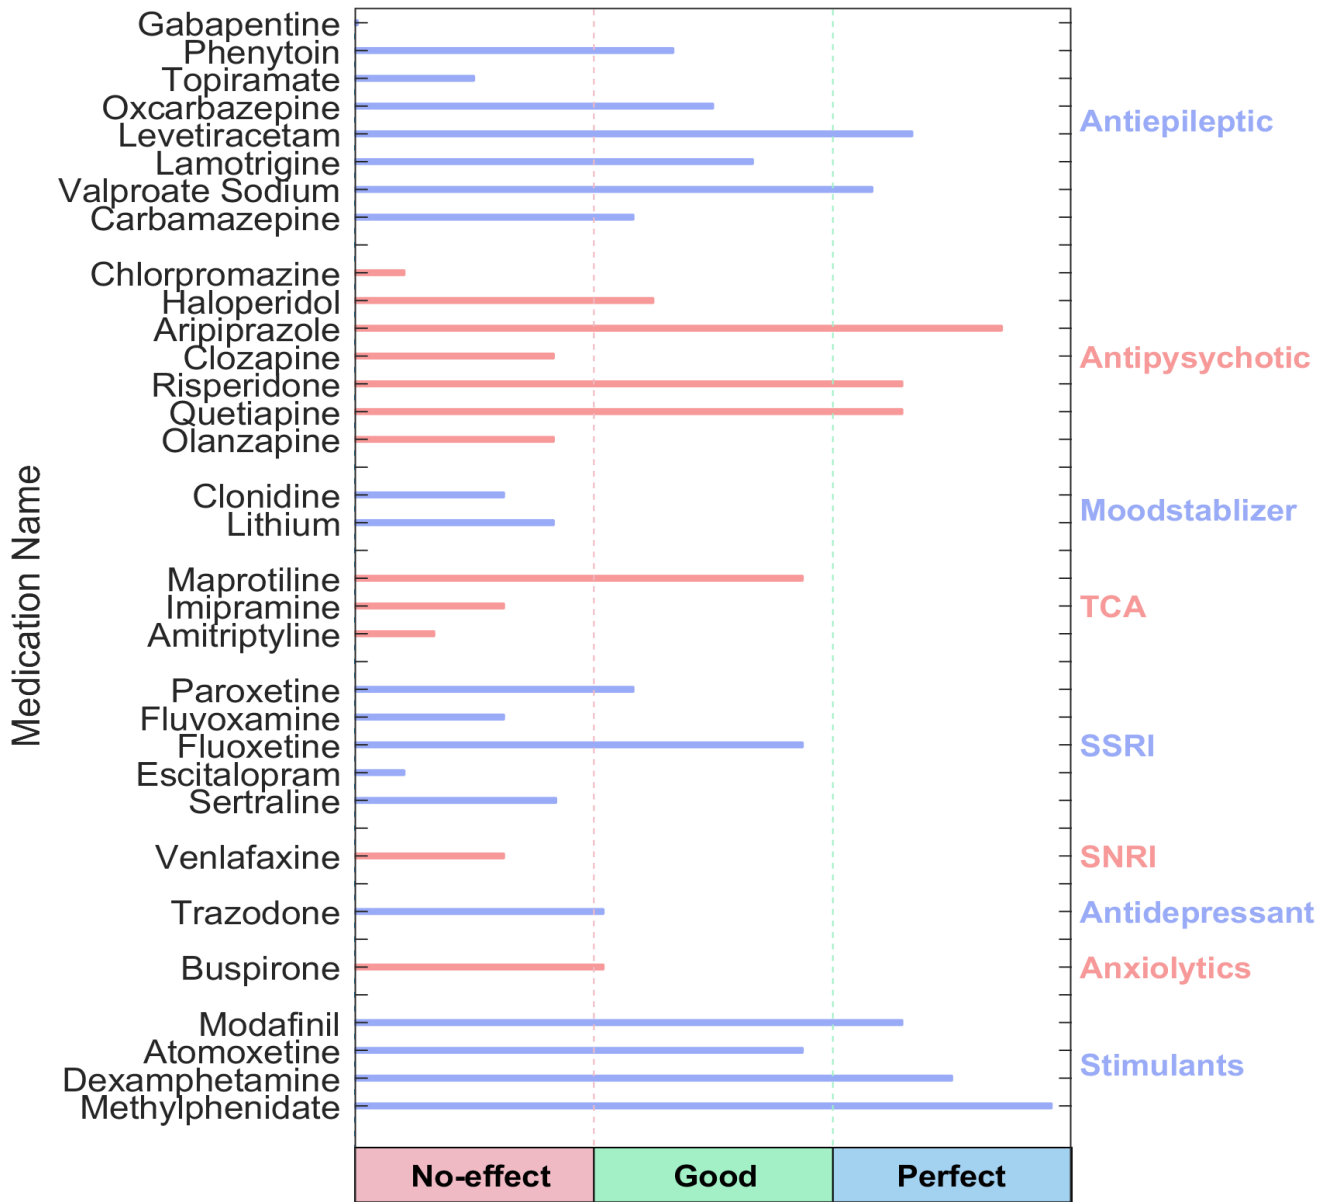 Medication Name
Gabapentine
Phenytoin
Topiramate
Oxcarbazepine
Levetiracetam
Lamotrigine
Valproate Sodium
Carbamazepine
Antiepileptic
Chlorpromazine
Haloperidol
Aripiprazole
Clozapine
Risperidone
Quetiapine
Olanzapine
Antipysychotic
Clonidine
Lithium
Moodstablizer
Maprotiline
Imipramine
Amitriptyline
TCA
Paroxetine
Fluvoxamine
Fluoxetine
Escitalopram
Sertraline
SSRI
Venlafaxine
SNRI
Trazodone
Antidepressant
Buspirone
Anxiolytics
Modafinil
Atomoxetine
Dexamphetamine
Methylphenidate
Stimulants
No-effect
Good
Perfect